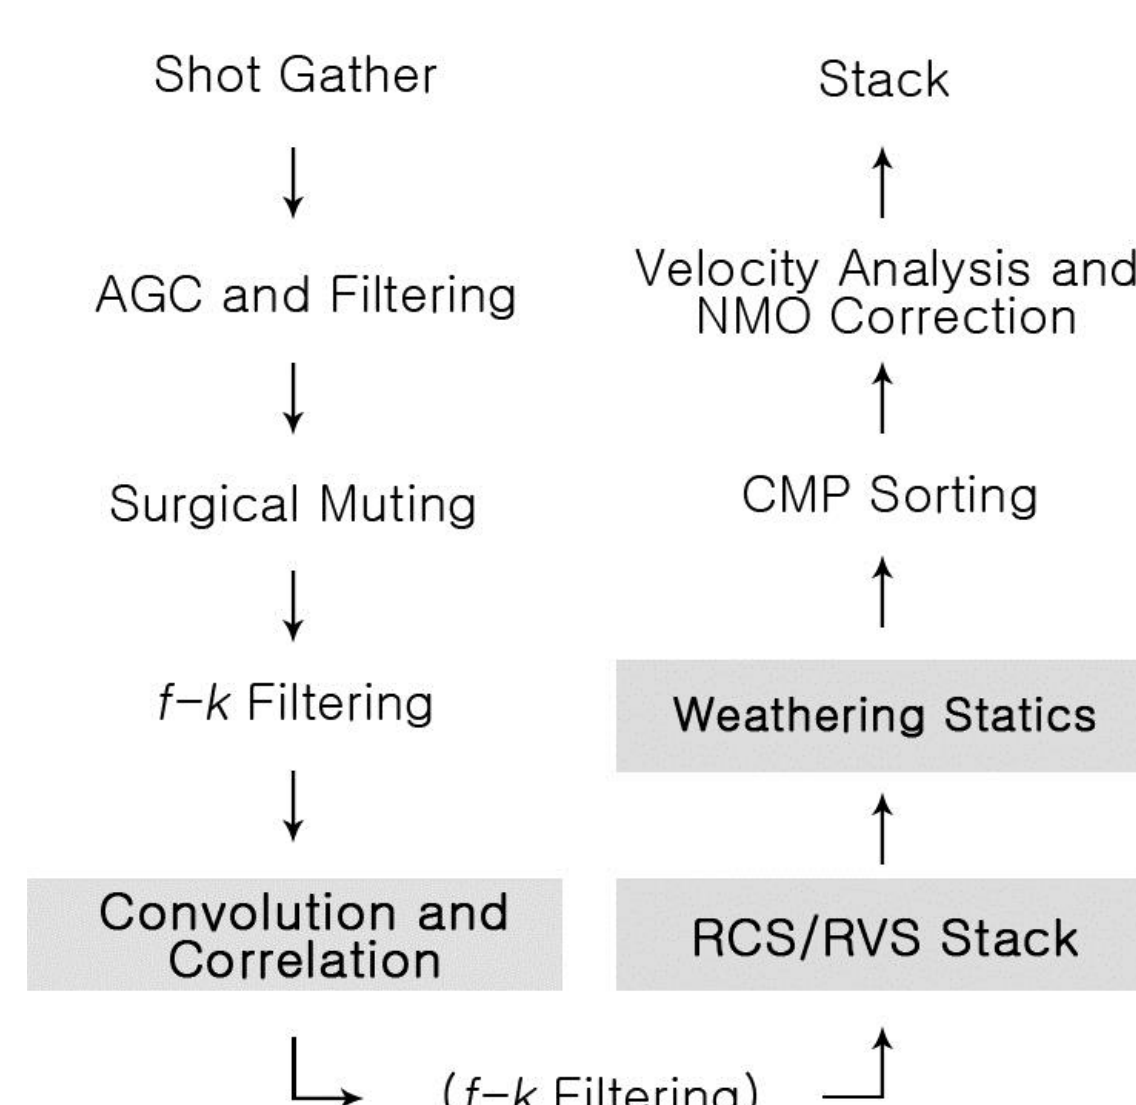 Shot Gather
AGC and Filtering
Surgical Muting
f-k Filtering
Convolution and
Correlation
(f-k Filtering)
RCS/RVS Stack
Weathering Statics
CMP Sorting
Velocity Analysis and
NMO Correction
Stack